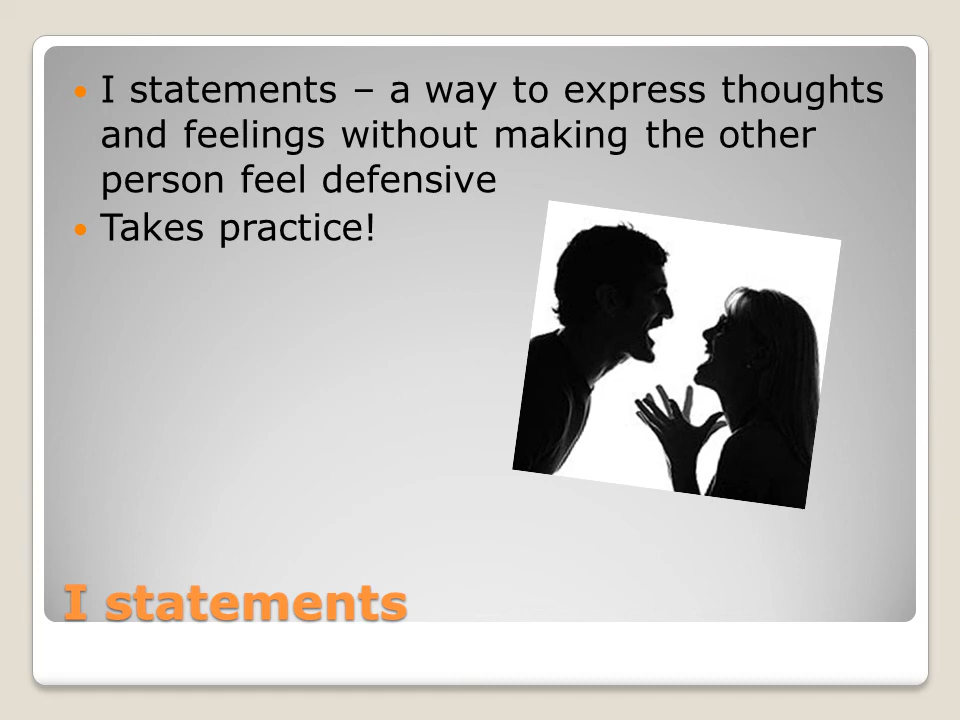 I statements – a way to express thoughts
and feelings without making the other
person feel defensive
Takes practice!
I statements